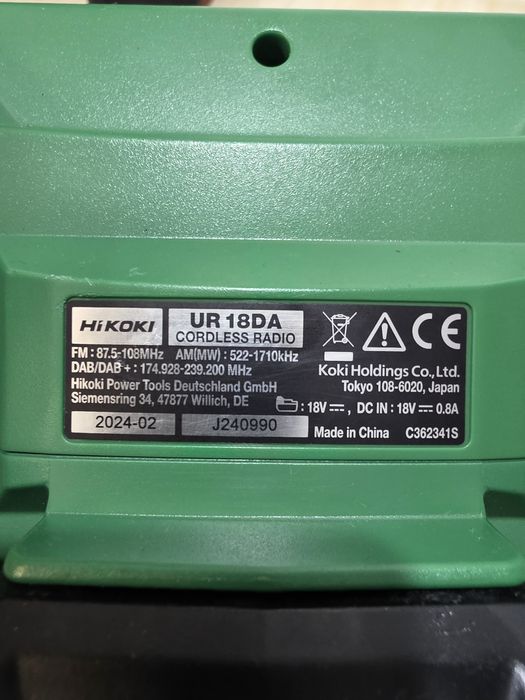 HiKOKI
UR 18DA
CORDLESS RADIO
FM : 87.5-108MHz AM(MW) : 522-1710kHz
DAB/DAB+ : 174.928-239.200 MHz
Hikoki Power Tools Deutschland GmbH
Siemensring 34, 47877 Willich, DE
2024-02
J240990
CE
Koki Holdings Co., Ltd.
Tokyo 108-6020, Japan
: 18V ⎓ , DC IN : 18V ⎓ 0.8A
Made in China C362341S